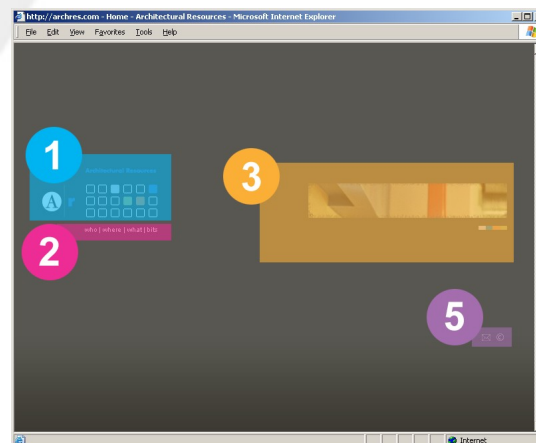 http://archres.com - Home - Architectural Resources - Microsoft Internet Explorer
File Edit View Favorites Tools Help
1
Architectural Resources
A r
2
who | where | what | bits
3
5
©
Internet